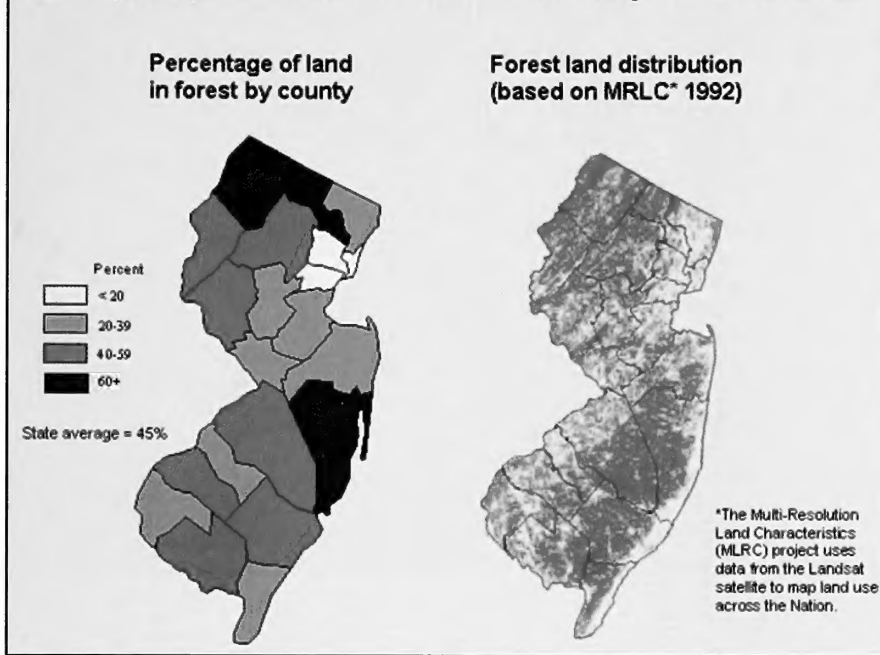 Percentage of land
in forest by county
Forest land distribution
(based on MRLC* 1992)
Percent
< 20
20-39
40-59
60+
State average = 45%
*The Multi-Resolution
Land Characteristics
(MLRC) project uses
data from the Landsat
satellite to map land use
across the Nation.